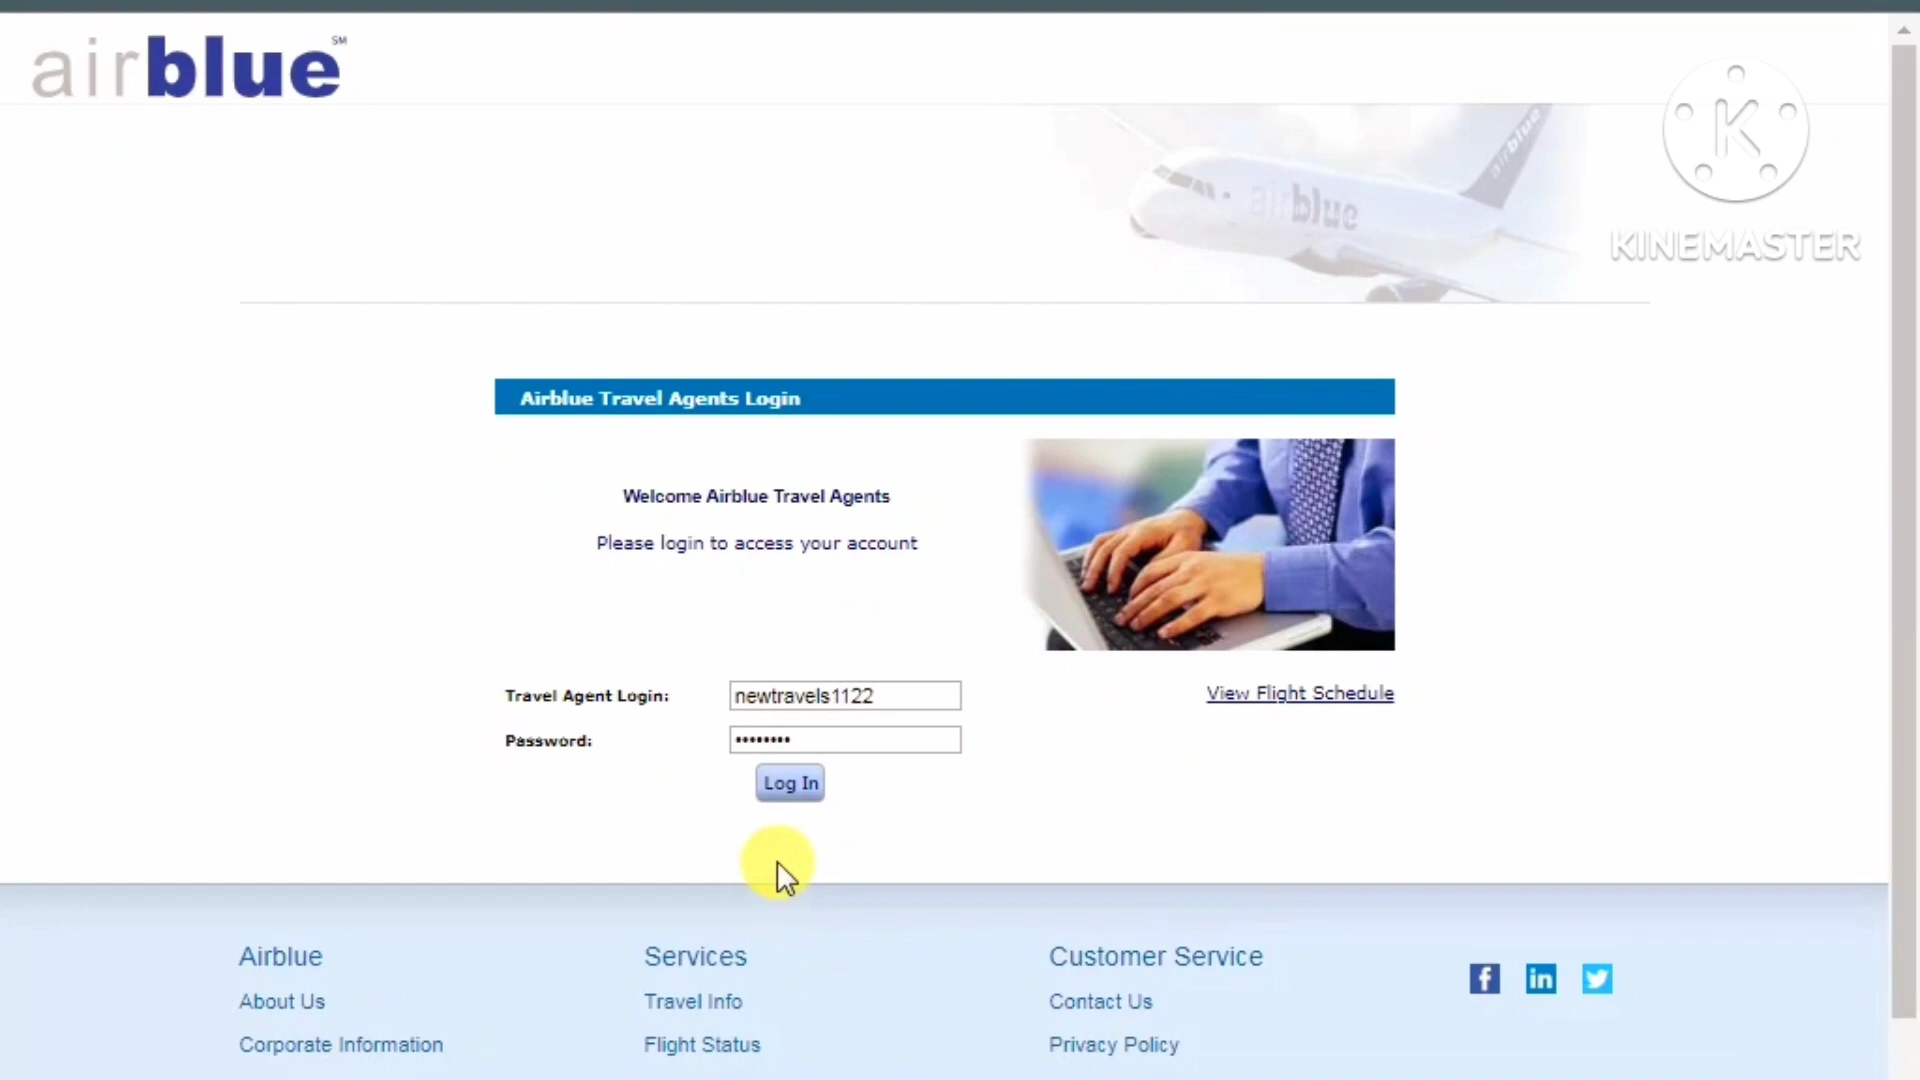 airblue SM
airblue
airblue
K
KINEMASTER
Airblue Travel Agents Login
Welcome Airblue Travel Agents
Please login to access your account
Travel Agent Login: newtravels1122
View Flight Schedule
Password: ••••••••
Log In
Airblue Services Customer Service
About Us Travel Info Contact Us
Corporate Information Flight Status Privacy Policy